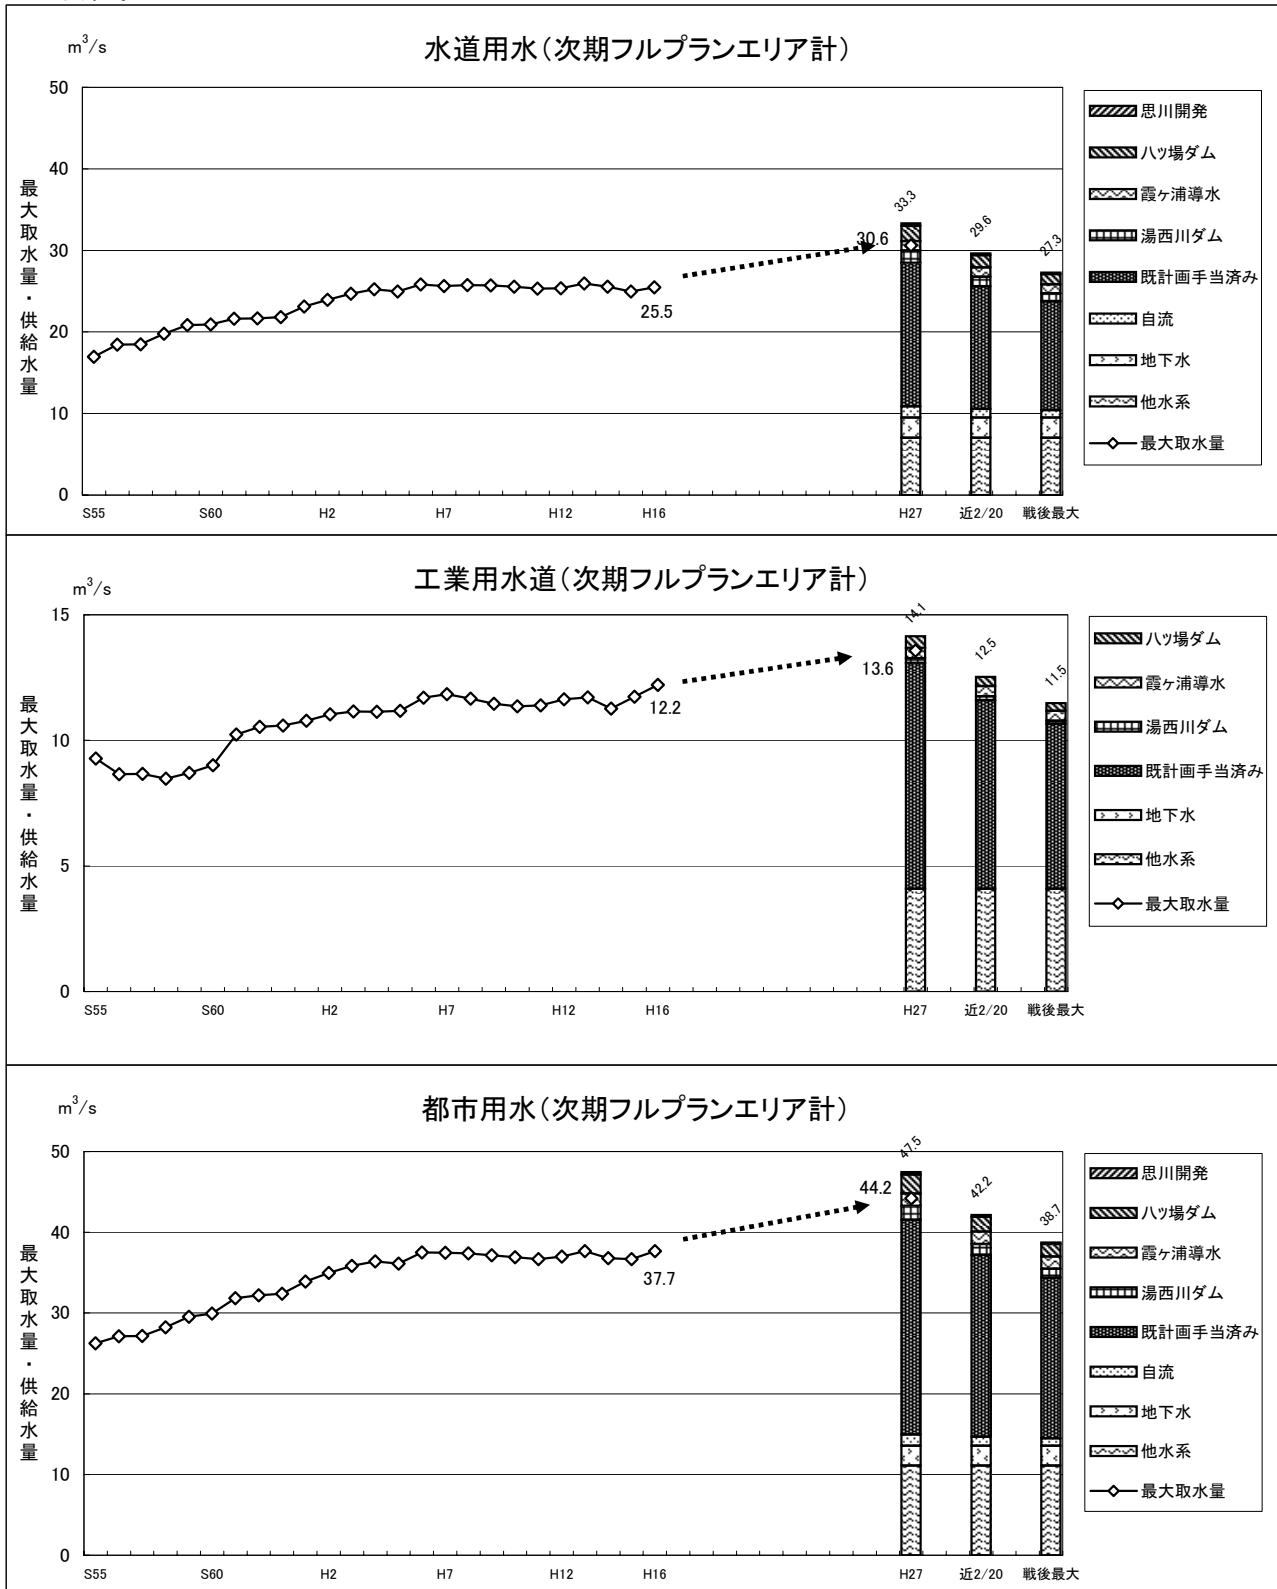 水道用水(次期フルプランエリア計)
m³/s
最大取水量・供給水量
50
40
30
20
10
0
S55 S60 H2 H7 H12 H16 H27 近2/20 戦後最大
25.5
30.6
33.3
29.6
27.3
思川開発
八ッ場ダム
霞ヶ浦導水
湯西川ダム
既計画手当済み
自流
地下水
他水系
最大取水量
工業用水道(次期フルプランエリア計)
m³/s
最大取水量・供給水量
15
10
5
0
S55 S60 H2 H7 H12 H16 H27 近2/20 戦後最大
12.2
13.6
14.1
12.5
11.5
八ッ場ダム
霞ヶ浦導水
湯西川ダム
既計画手当済み
地下水
他水系
最大取水量
都市用水(次期フルプランエリア計)
m³/s
最大取水量・供給水量
50
40
30
20
10
0
S55 S60 H2 H7 H12 H16 H27 近2/20 戦後最大
37.7
44.2
47.5
42.2
38.7
思川開発
八ッ場ダム
霞ヶ浦導水
湯西川ダム
既計画手当済み
自流
地下水
他水系
最大取水量